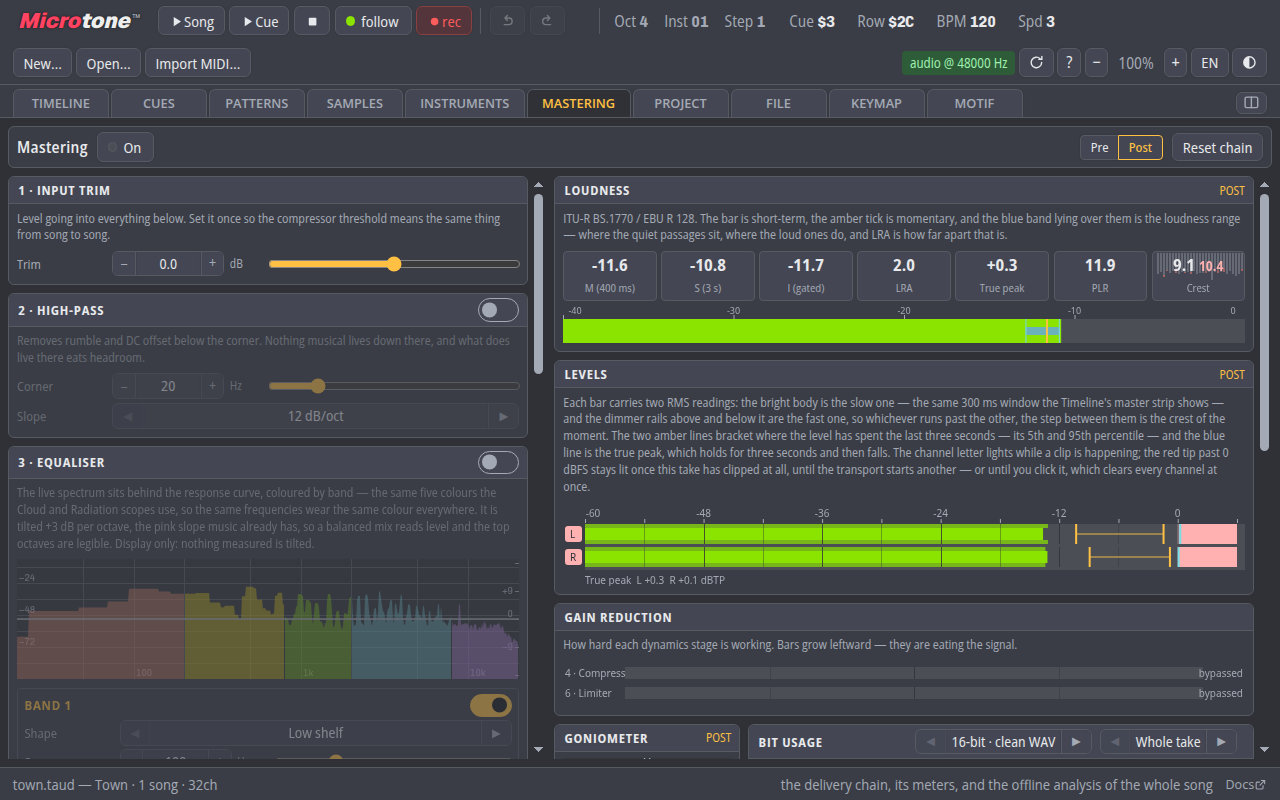 Microtone™ Song Cue follow rec Oct 4 Inst 01 Step 1 Cue $3 Row $2C BPM 120 Spd 3
New... Open... Import MIDI... audio @ 48000 Hz ? − 100% + EN
TIMELINE CUES PATTERNS SAMPLES INSTRUMENTS MASTERING PROJECT FILE KEYMAP MOTIF
Mastering On Pre Post Reset chain
1 · INPUT TRIM
Level going into everything below. Set it once so the compressor threshold means the same thing
from song to song.
Trim − 0.0 + dB
2 · HIGH-PASS
Removes rumble and DC offset below the corner. Nothing musical lives down there, and what does
live there eats headroom.
Corner − 20 + Hz
Slope 12 dB/oct
3 · EQUALISER
The live spectrum sits behind the response curve, coloured by band — the same five colours the
Cloud and Radiation scopes use, so the same frequencies wear the same colour everywhere. It is
tilted +3 dB per octave, the pink slope music already has, so a balanced mix reads level and the top
octaves are legible. Display only: nothing measured is tilted.
−24 +9
−48 0
−72 −9
100 1k 10k
BAND 1
Shape Low shelf
LOUDNESS POST
ITU-R BS.1770 / EBU R 128. The bar is short-term, the amber tick is momentary, and the blue band lying over them is the loudness range
— where the quiet passages sit, where the loud ones do, and LRA is how far apart that is.
-11.6 -10.8 -11.7 2.0 +0.3 11.9 9.1 10.4
M (400 ms) S (3 s) I (gated) LRA True peak PLR Crest
-40 -30 -20 -10 0
LEVELS POST
Each bar carries two RMS readings: the bright body is the slow one — the same 300 ms window the Timeline's master strip shows —
and the dimmer rails above and below it are the fast one, so whichever runs past the other, the step between them is the crest of the
moment. The two amber lines bracket where the level has spent the last three seconds — its 5th and 95th percentile — and the blue
line is the true peak, which holds for three seconds and then falls. The channel letter lights while a clip is happening; the red tip past 0
dBFS stays lit once this take has clipped at all, until the transport starts another — or until you click it, which clears every channel at
once.
-60 -48 -36 -24 -12 0
L
R
True peak L +0.3 R +0.1 dBTP
GAIN REDUCTION
How hard each dynamics stage is working. Bars grow leftward — they are eating the signal.
4 · Compress bypassed
6 · Limiter bypassed
GONIOMETER POST BIT USAGE 16-bit · clean WAV Whole take
town.taud — Town · 1 song · 32ch the delivery chain, its meters, and the offline analysis of the whole song Docs